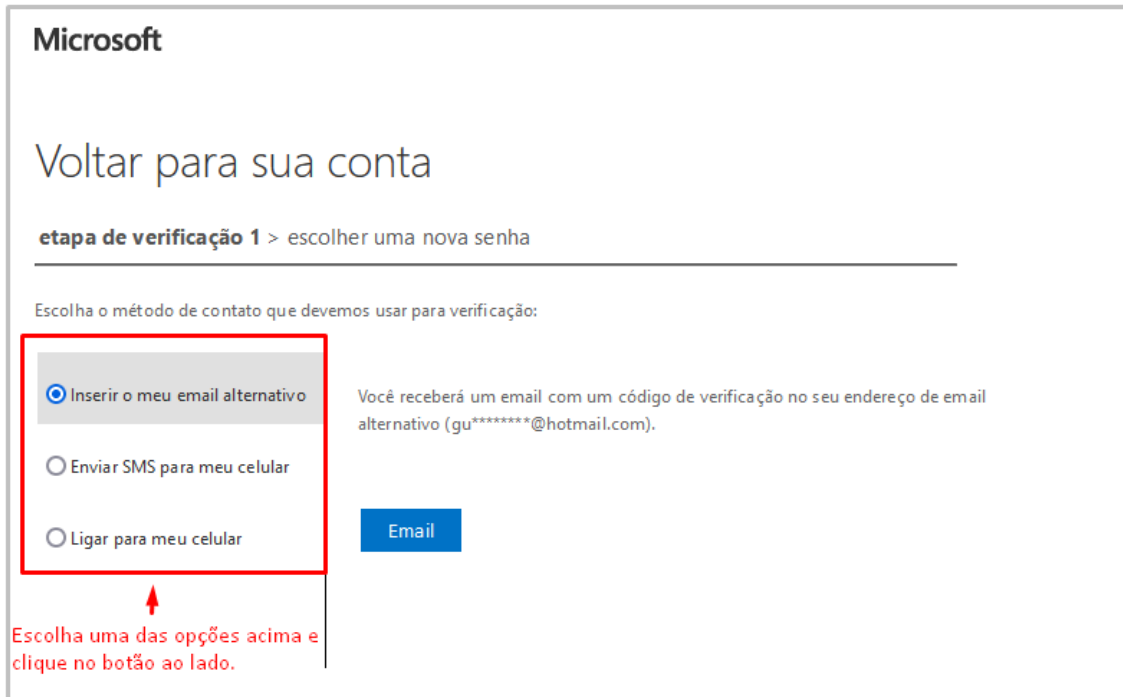 Microsoft
Voltar para sua conta
etapa de verificação 1 > escolher uma nova senha
Escolha o método de contato que devemos usar para verificação:
Inserir o meu email alternativo
Você receberá um email com um código de verificação no seu endereço de email
alternativo (gu********@hotmail.com).
Enviar SMS para meu celular
Ligar para meu celular
Email
Escolha uma das opções acima e
clique no botão ao lado.